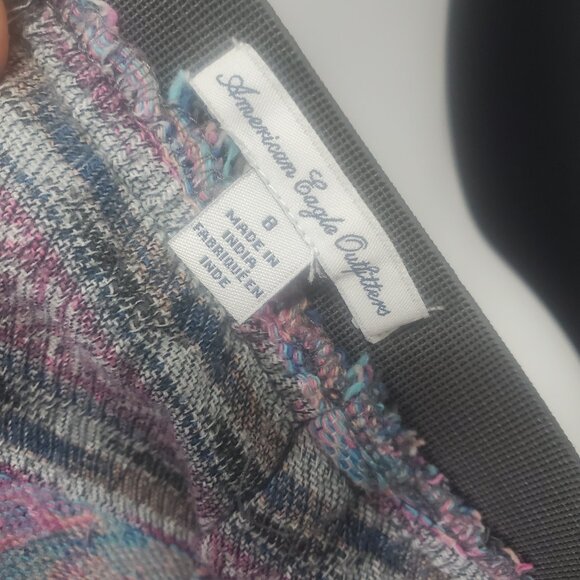 American Eagle Outfitters
8
MADE IN
INDIA
FABRIQUÉ EN
INDE